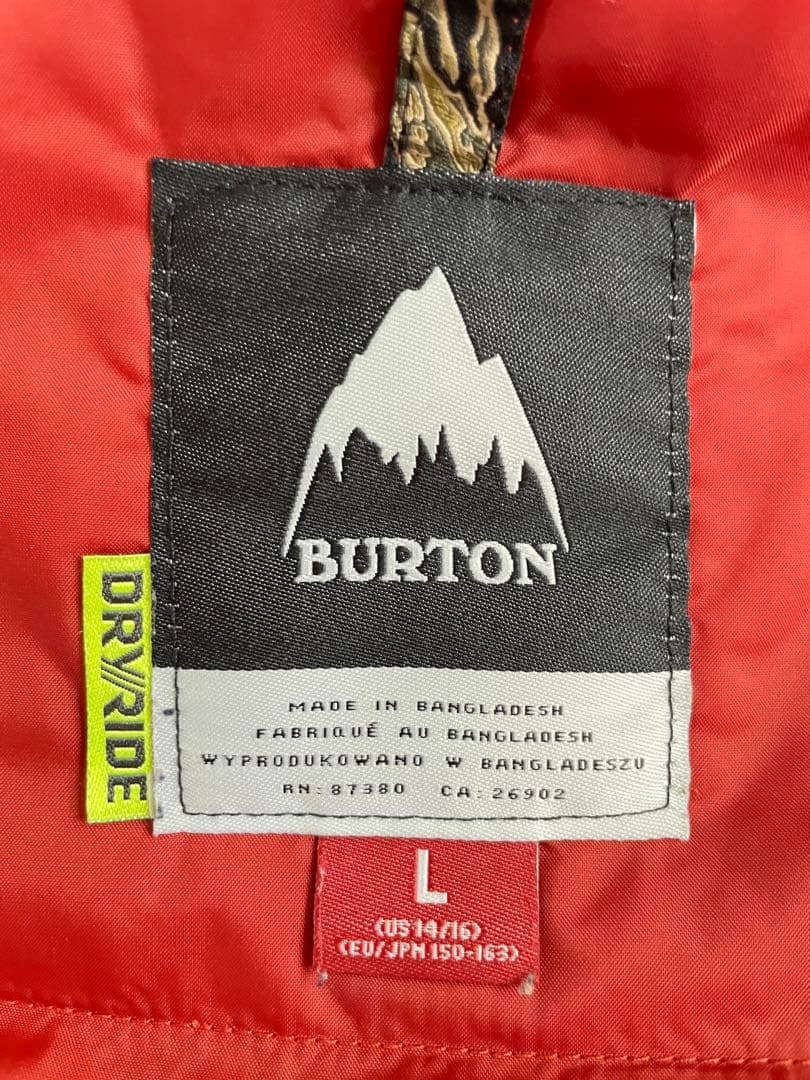 BURTON
DRY//RIDE
MADE IN BANGLADESH
FABRIQUÉ AU BANGLADESH
WYPRODUKOWANO W BANGLADESZU
RN: 87380 CA: 26902
L
(US 14/16)
(EU/JPN 150-163)